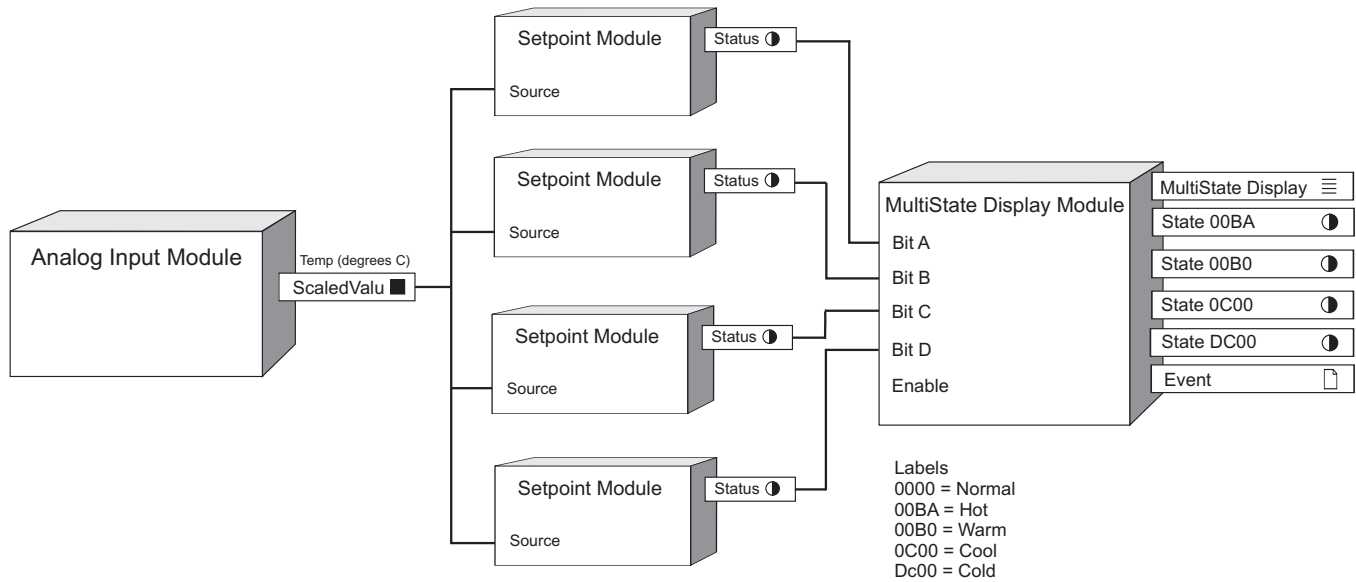 Analog Input Module
Temp (degrees C)
ScaledValu
Setpoint Module
Status
Source
Setpoint Module
Status
Source
Setpoint Module
Status
Source
Setpoint Module
Status
Source
MultiState Display Module
Bit A
Bit B
Bit C
Bit D
Enable
MultiState Display
State 00BA
State 00B0
State 0C00
State DC00
Event
Labels
0000 = Normal
00BA = Hot
00B0 = Warm
0C00 = Cool
Dc00 = Cold